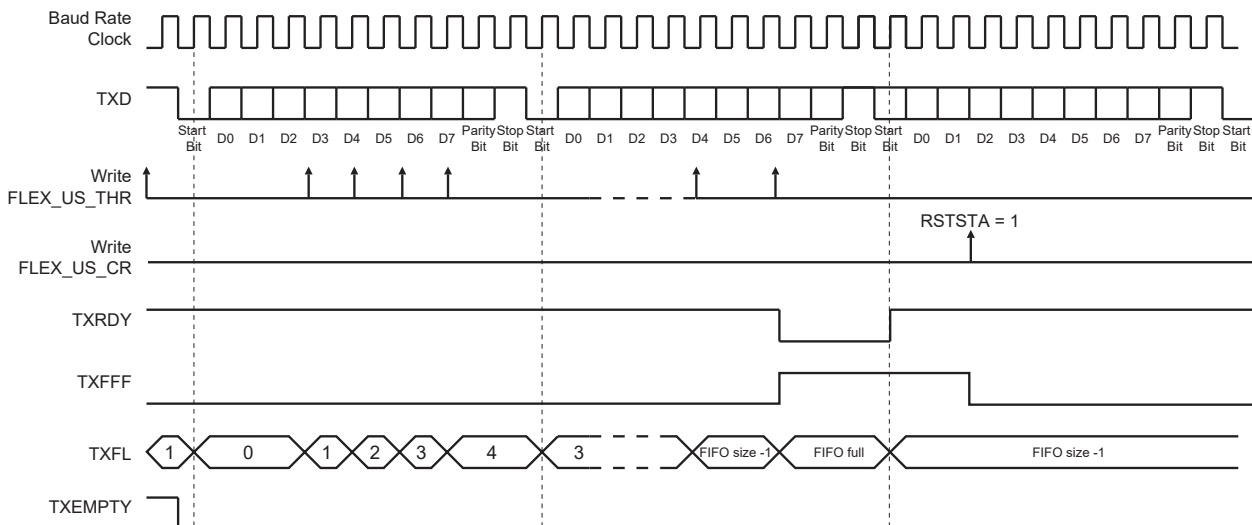 Baud Rate
Clock
TXD
Start
Bit D0 D1 D2 D3 D4 D5 D6 D7 Parity
Bit Stop
Bit Start
Bit D0 D1 D2 D3 D4 D5 D6 D7 Parity
Bit Stop
Bit Start
Bit D0 D1 D2 D3 D4 D5 D6 D7 Parity
Bit Stop
Bit Start
Bit
Write
FLEX_US_THR
RSTSTA = 1
Write
FLEX_US_CR
TXRDY
TXFFF
TXFL 1 0 1 2 3 4 3 FIFO size -1 FIFO full FIFO size -1
TXEMPTY